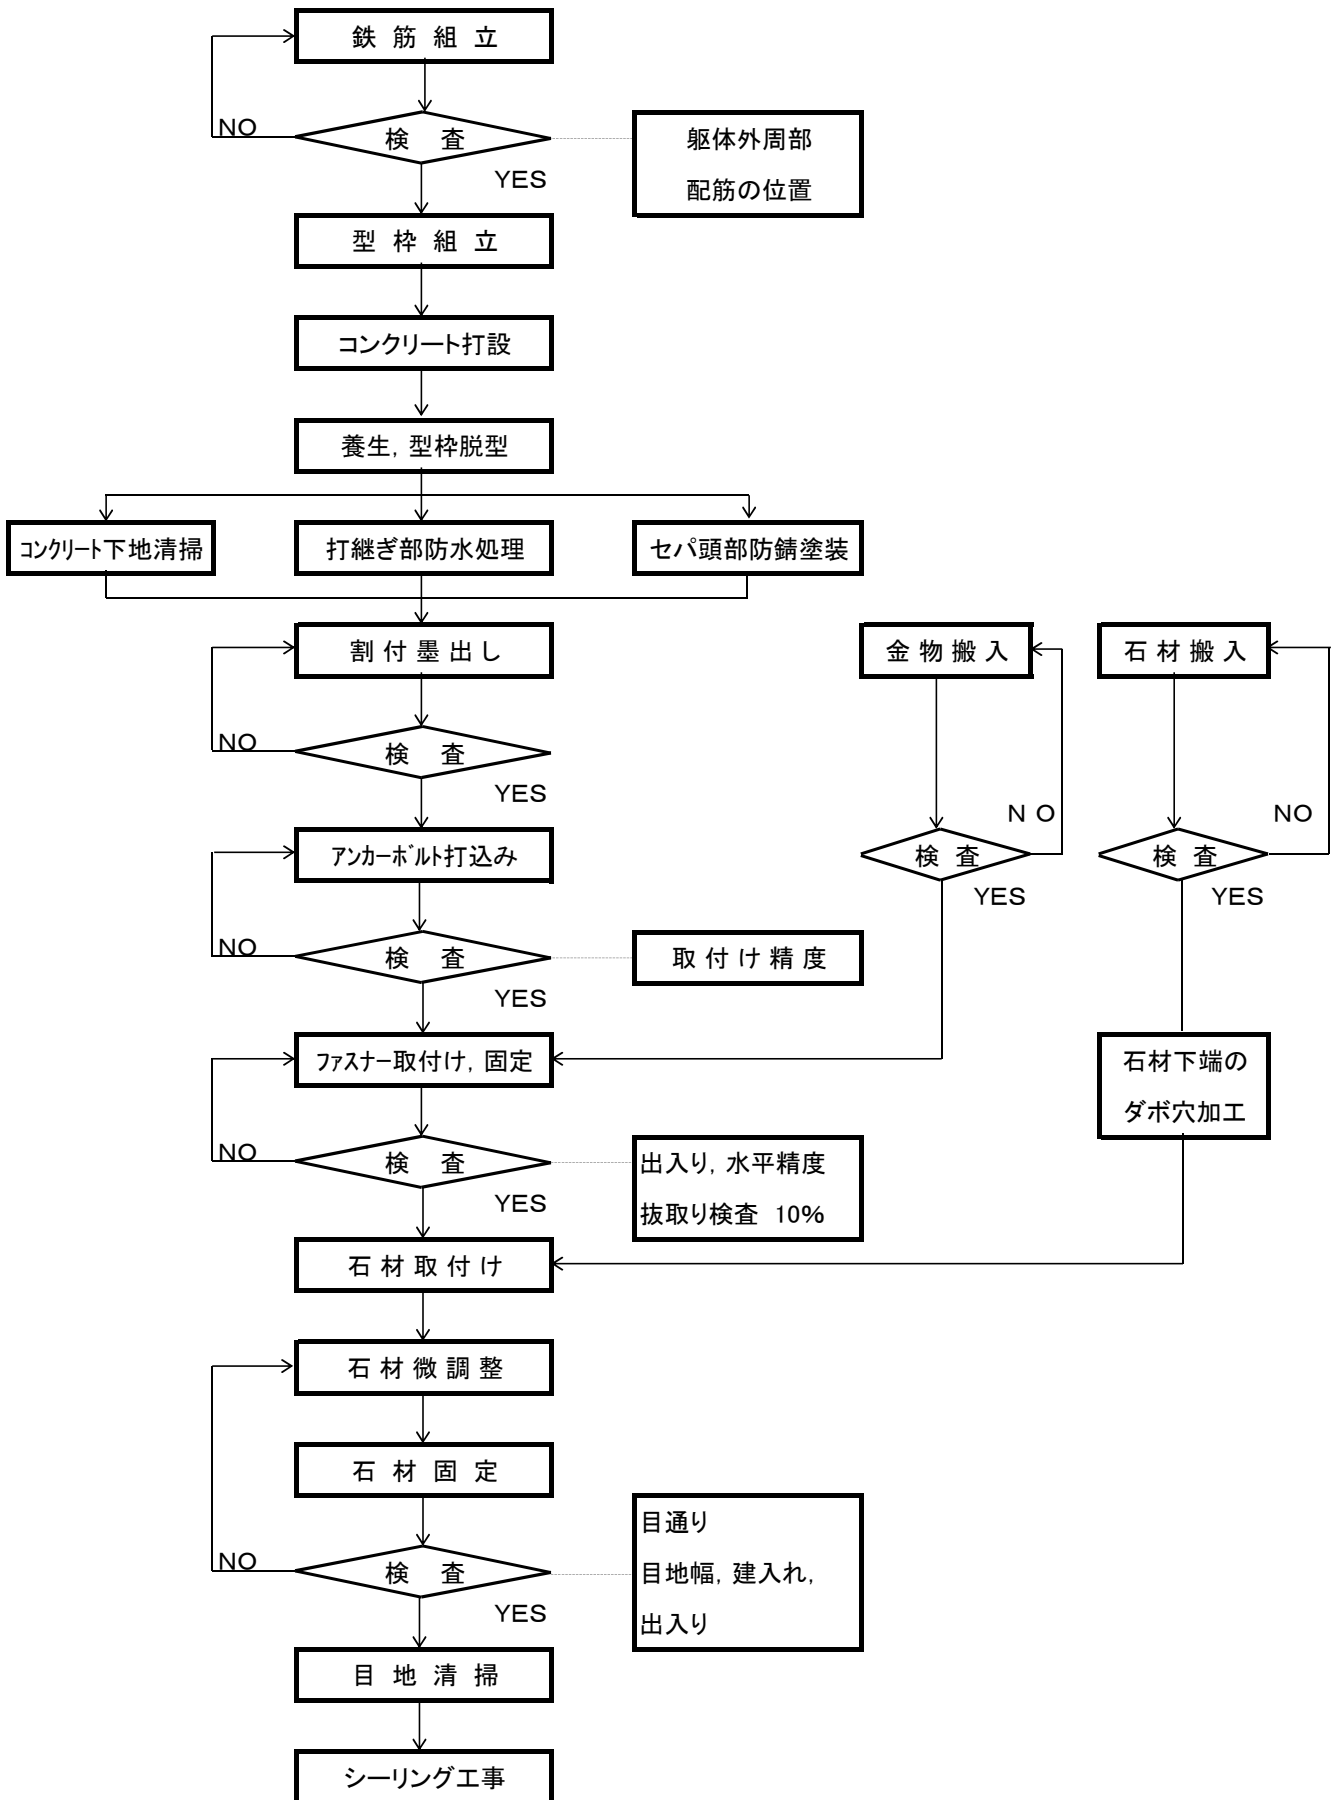 鉄筋組立
NO
検査
YES
躯体外周部
配筋の位置
型枠組立
コンクリート打設
養生, 型枠脱型
ｺﾝｸﾘｰﾄ下地清掃
打継ぎ部防水処理
セパ頭部防錆塗装
割付墨出し
金物搬入
石材搬入
NO
検査
YES
NO
検査
YES
NO
検査
YES
アンカーボルト打込み
NO
検査
YES
取付け精度
ファスナー取付け, 固定
石材下端の
ダボ穴加工
NO
検査
YES
出入り, 水平精度
抜取り検査 10%
石材取付け
石材微調整
石材固定
NO
検査
YES
目通り
目地幅, 建入れ,
出入り
目地清掃
シーリング工事